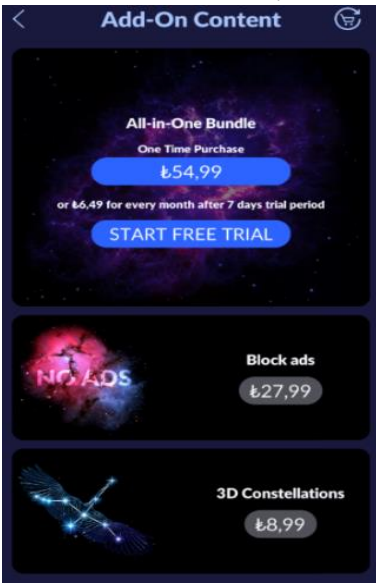 Add-On Content
All-in-One Bundle
One Time Purchase
₺54,99
or ₺6,49 for every month after 7 days trial period
START FREE TRIAL
NO ADS
Block ads
₺27,99
3D Constellations
₺8,99